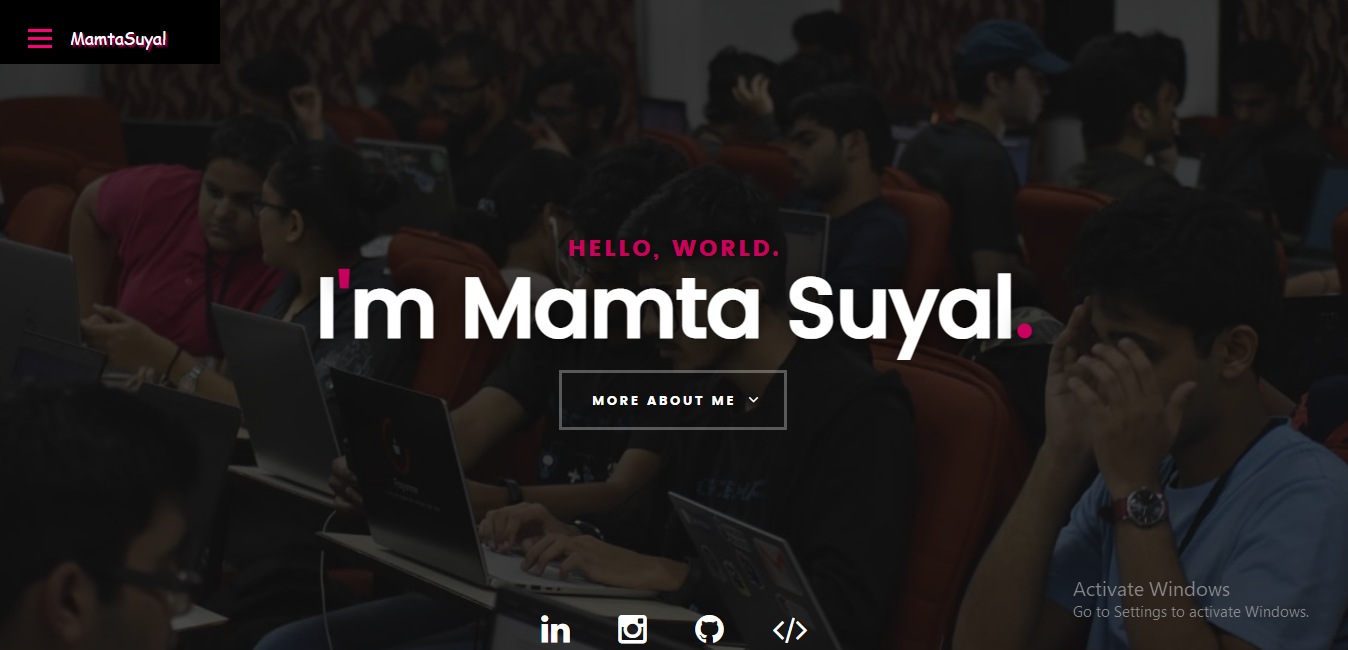 MamtaSuyal
HELLO, WORLD.
I'm Mamta Suyal.
MORE ABOUT ME
in
</>
Activate Windows
Go to Settings to activate Windows.